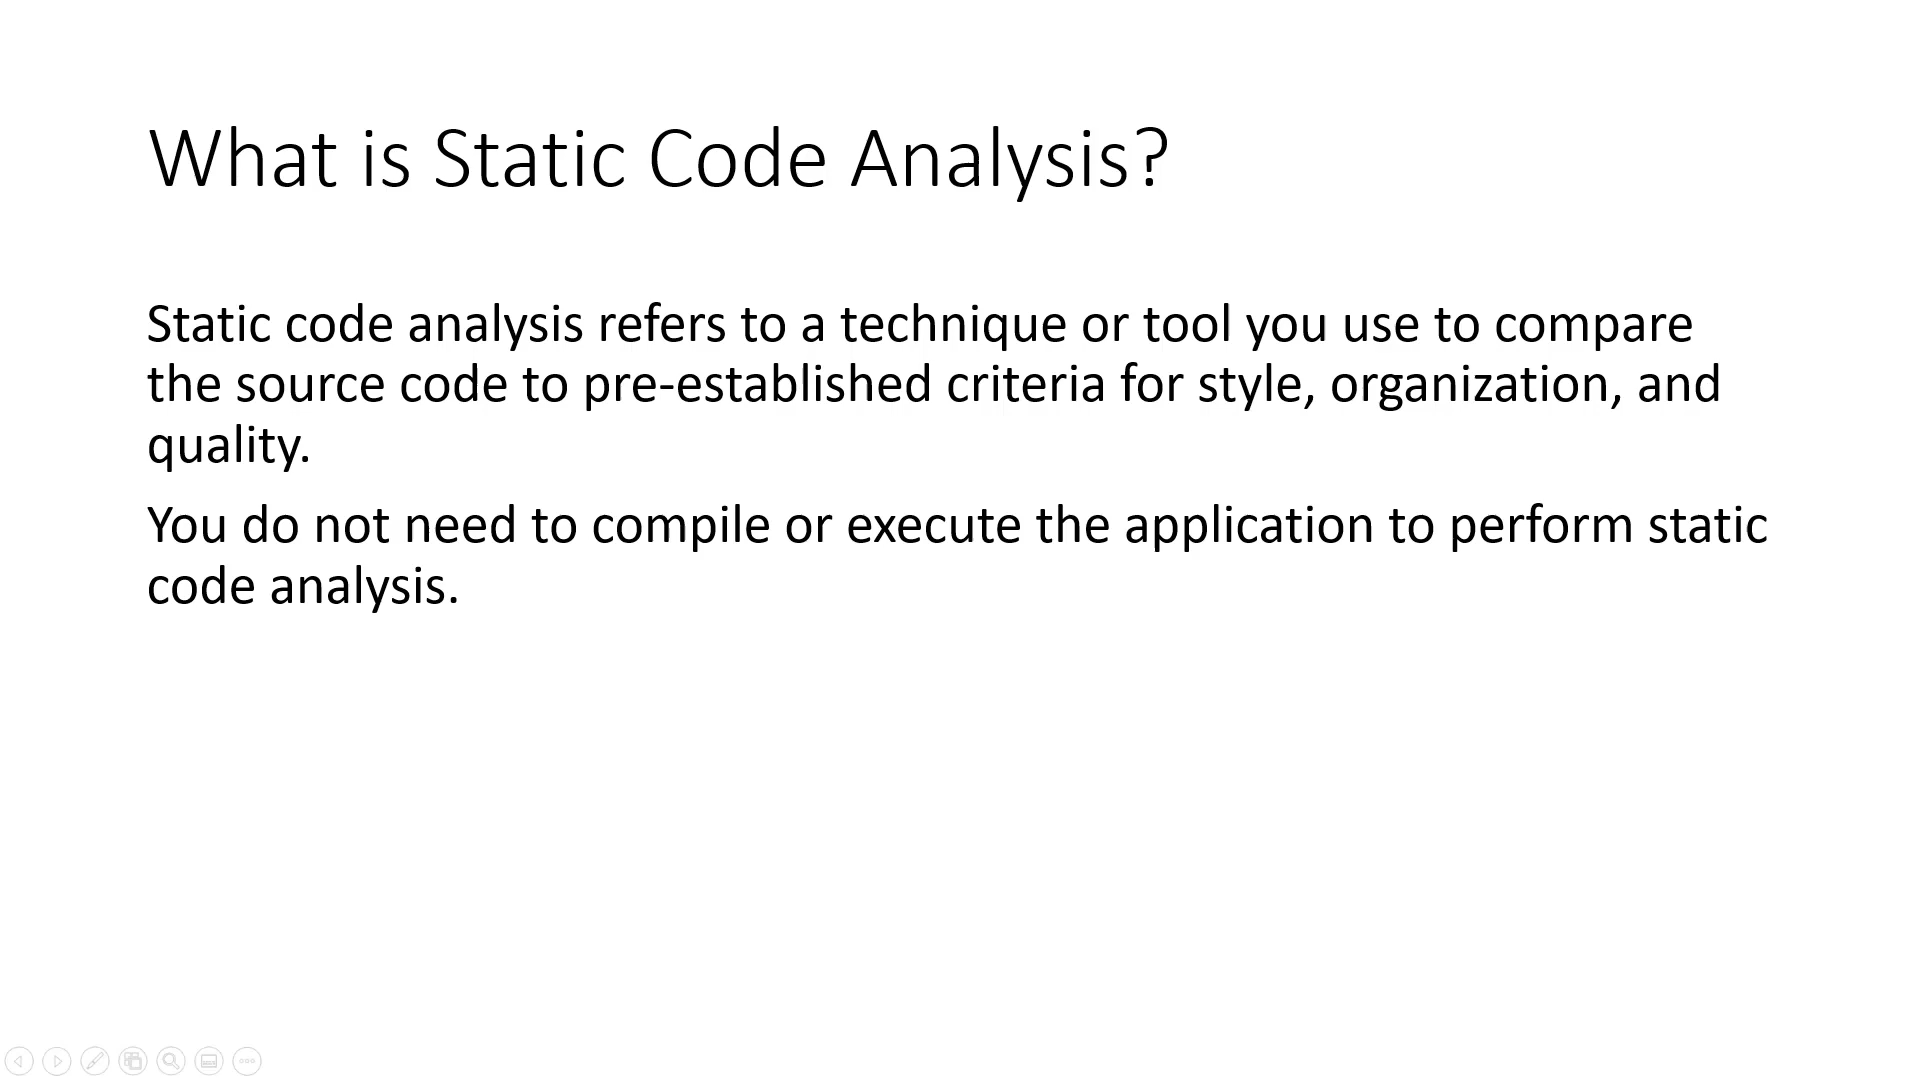 What is Static Code Analysis?
Static code analysis refers to a technique or tool you use to compare
the source code to pre-established criteria for style, organization, and
quality.
You do not need to compile or execute the application to perform static
code analysis.